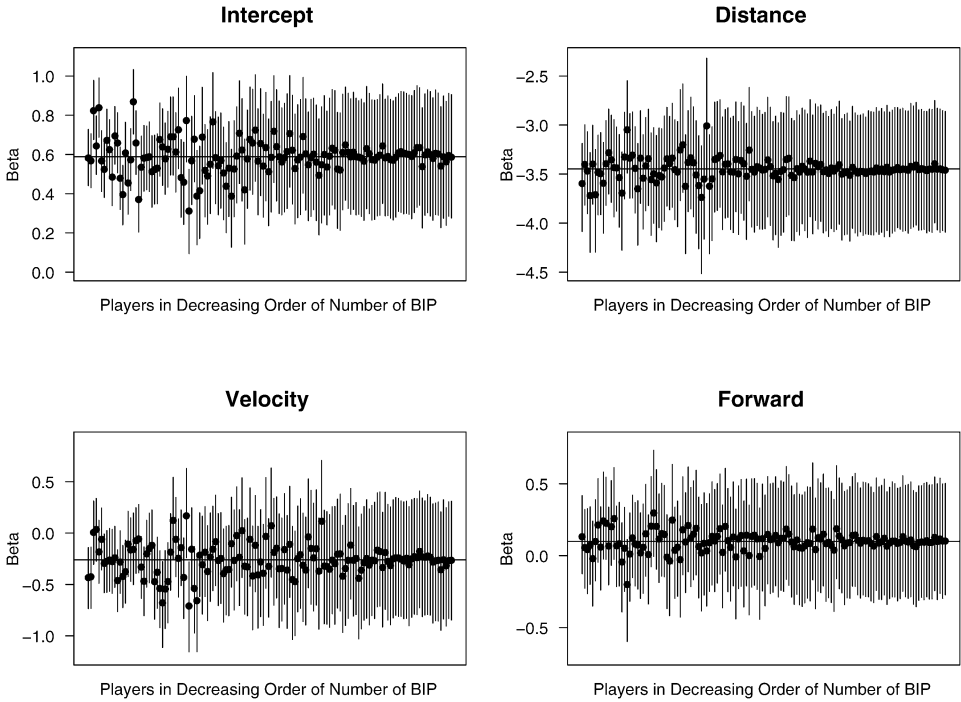 Intercept
Beta
1.0
0.8
0.6
0.4
0.2
0.0
Players in Decreasing Order of Number of BIP
Distance
Beta
−2.5
−3.0
−3.5
−4.0
−4.5
Players in Decreasing Order of Number of BIP
Velocity
Beta
0.5
0.0
−0.5
−1.0
Players in Decreasing Order of Number of BIP
Forward
Beta
0.5
0.0
−0.5
Players in Decreasing Order of Number of BIP